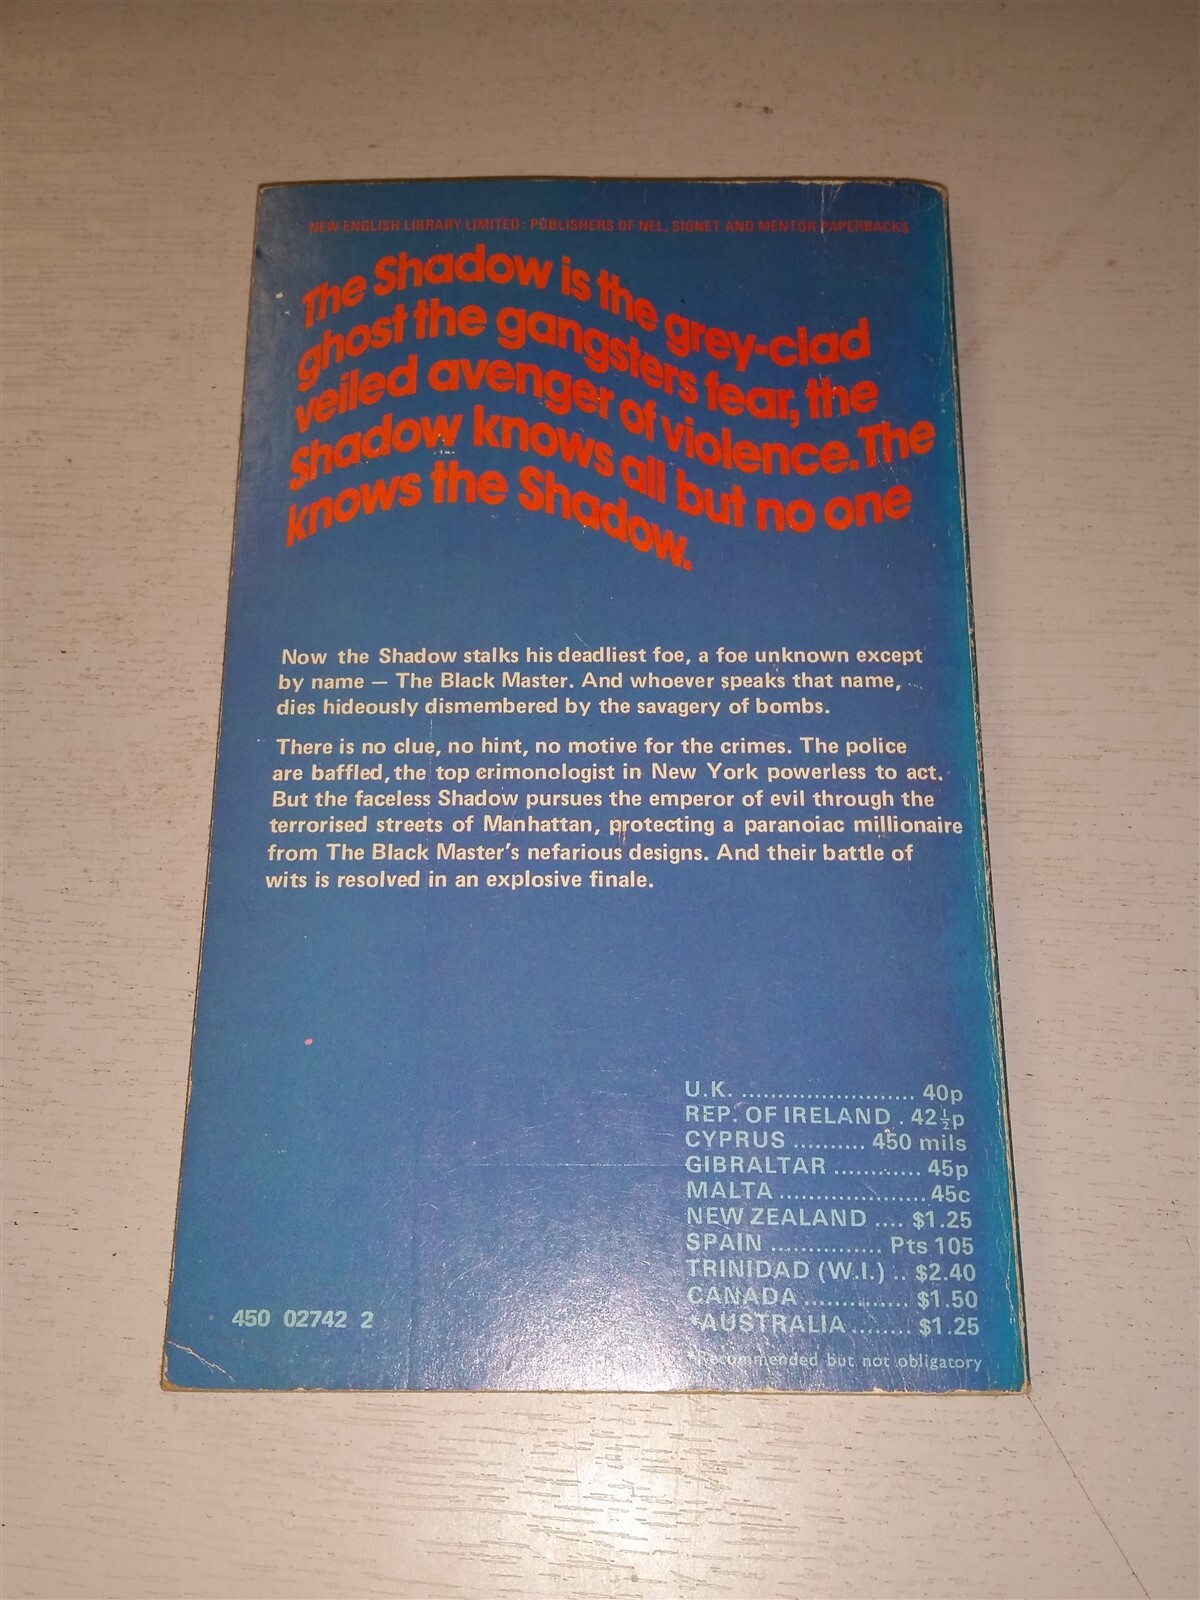 NEW ENGLISH LIBRARY LIMITED: PUBLISHERS OF NEL, SIGNET AND MENTOR PAPERBACKS
The Shadow is the grey-clad
ghost the gangsters fear, the
veiled avenger of violence. The
Shadow knows all but no one
knows the Shadow.
Now the Shadow stalks his deadliest foe, a foe unknown except
by name — The Black Master. And whoever speaks that name,
dies hideously dismembered by the savagery of bombs.
There is no clue, no hint, no motive for the crimes. The police
are baffled, the top crimonologist in New York powerless to act.
But the faceless Shadow pursues the emperor of evil through the
terrorised streets of Manhattan, protecting a paranoiac millionaire
from The Black Master's nefarious designs. And their battle of
wits is resolved in an explosive finale.
U.K. ......................... 40p
REP. OF IRELAND . 42½p
CYPRUS .......... 450 mils
GIBRALTAR ............ 45p
MALTA .................... 45c
NEW ZEALAND .... $1.25
SPAIN ............... Pts 105
TRINIDAD (W.I.) .. $2.40
CANADA .............. $1.50
*AUSTRALIA ........ $1.25
*Recommended but not obligatory
450 02742 2